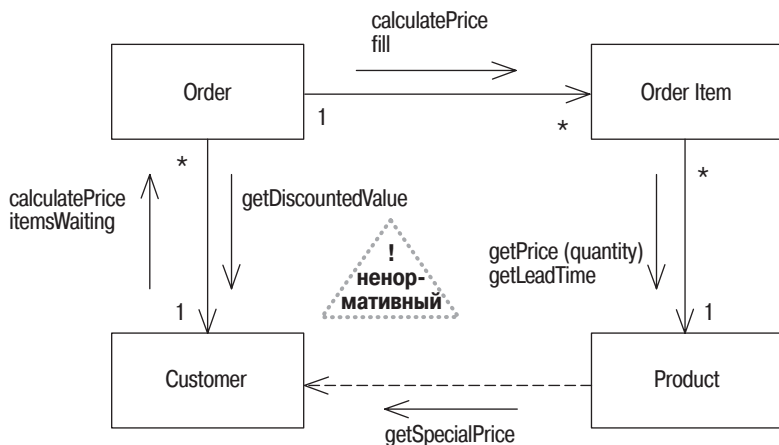 calculatePrice
fill
Order
Order Item
1
*
*
*
calculatePrice
itemsWaiting
getDiscountedValue
!
ненор-
мативный
getPrice (quantity)
getLeadTime
1
1
Customer
Product
getSpecialPrice